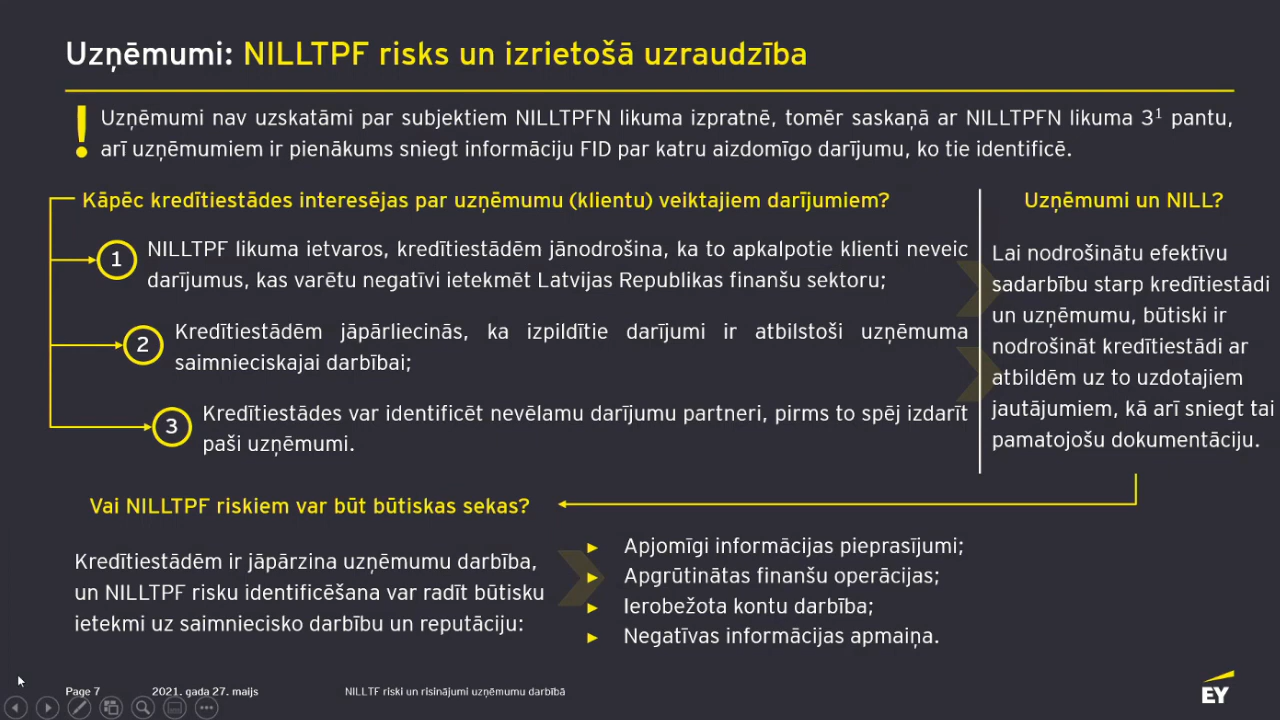 Uzņēmumi: NILLTPF risks un izrietošā uzraudzība
! Uzņēmumi nav uzskatāmi par subjektiem NILLTPFN likuma izpratnē, tomēr saskaņā ar NILLTPFN likuma 3¹ pantu,
arī uzņēmumiem ir pienākums sniegt informāciju FID par katru aizdomīgo darījumu, ko tie identificē.
Kāpēc kredītiestādes interesējas par uzņēmumu (klientu) veiktajiem darījumiem?
1 NILLTPF likuma ietvaros, kredītiestādēm jānodrošina, ka to apkalpotie klienti neveic
darījumus, kas varētu negatīvi ietekmēt Latvijas Republikas finanšu sektoru;
2 Kredītiestādēm jāpārliecinās, ka izpildītie darījumi ir atbilstoši uzņēmuma
saimnieciskajai darbībai;
3 Kredītiestādes var identificēt nevēlamu darījumu partneri, pirms to spēj izdarīt
paši uzņēmumi.
Uzņēmumi un NILL?
Lai nodrošinātu efektīvu
sadarbību starp kredītiestādi
un uzņēmumu, būtiski ir
nodrošināt kredītiestādi ar
atbildēm uz to uzdotajiem
jautājumiem, kā arī sniegt tai
pamatojošu dokumentāciju.
Vai NILLTPF riskiem var būt būtiskas sekas?
Kredītiestādēm ir jāpārzina uzņēmumu darbība,
un NILLTPF risku identificēšana var radīt būtisku
ietekmi uz saimniecisko darbību un reputāciju:
► Apjomīgi informācijas pieprasījumi;
► Apgrūtinātas finanšu operācijas;
► Ierobežota kontu darbība;
► Negatīvas informācijas apmaiņa.
Page 7 2021. gada 27. maijs NILLTF riski un risinājumi uzņēmumu darbībā
EY